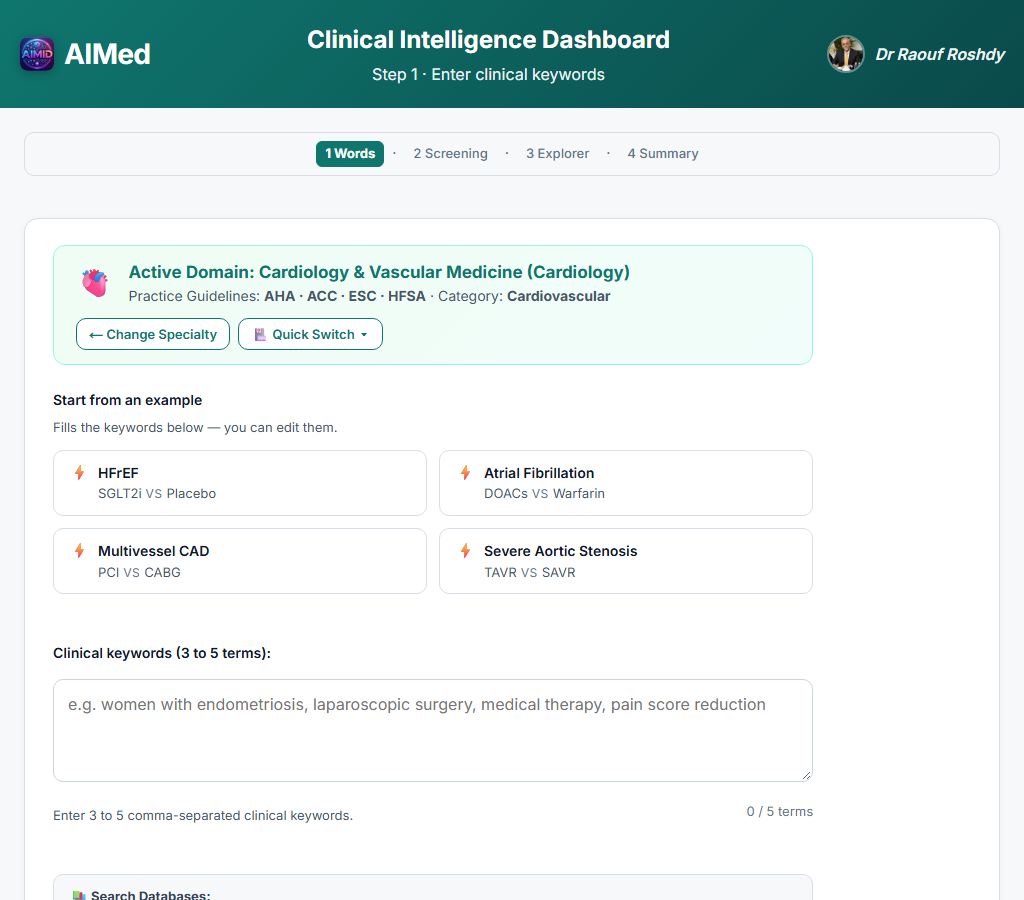 AIMID
AIMed
Clinical Intelligence Dashboard
Step 1 · Enter clinical keywords
Dr Raouf Roshdy
1 Words · 2 Screening · 3 Explorer · 4 Summary
Active Domain: Cardiology & Vascular Medicine (Cardiology)
Practice Guidelines: AHA · ACC · ESC · HFSA · Category: Cardiovascular
← Change Specialty
Quick Switch
Start from an example
Fills the keywords below — you can edit them.
HFrEF
SGLT2i VS Placebo
Atrial Fibrillation
DOACs VS Warfarin
Multivessel CAD
PCI VS CABG
Severe Aortic Stenosis
TAVR VS SAVR
Clinical keywords (3 to 5 terms):
e.g. women with endometriosis, laparoscopic surgery, medical therapy, pain score reduction
Enter 3 to 5 comma-separated clinical keywords.
0 / 5 terms
Search Databases: